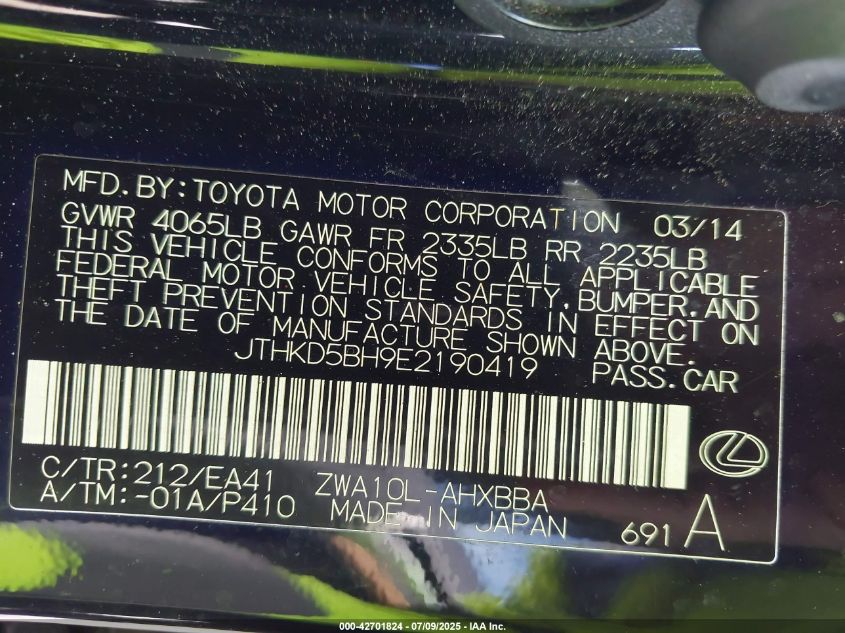 MFD.BY:TOYOTA MOTOR CORPORATION 03/14
GVWR 4065LB GAWR FR 2335LB RR 2235LB
THIS VEHICLE CONFORMS TO ALL APPLICABLE
FEDERAL MOTOR VEHICLE SAFETY,BUMPER,AND
THEFT PREVENTION STANDARDS IN EFFECT ON
THE DATE OF MANUFACTURE SHOWN ABOVE.
JTHKD5BH9E2190419 PASS.CAR
C/TR:212/EA41 ZWA10L-AHXBBA
A/TM:-01A/P410 MADE IN JAPAN 691 A
000-42701824 - 07/09/2025 - IAA Inc.